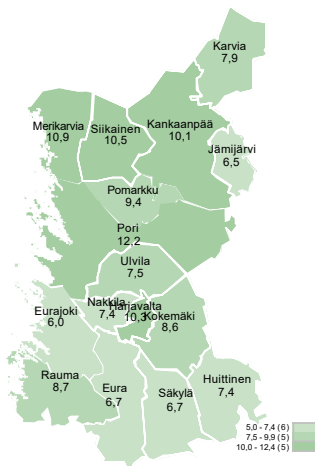 Karvia
7,9
Merikarvia
10,9
Siikainen
10,5
Kankaanpää
10,1
Jämijärvi
6,5
Pomarkku
9,4
Pori
12,2
Ulvila
7,5
Nakkila
7,4
Harjavalta
10,3
Kokemäki
8,6
Eurajoki
6,0
Rauma
8,7
Eura
6,7
Säkylä
6,7
Huittinen
7,4
5,0 - 7,4 (6)
7,5 - 9,9 (5)
10,0 - 12,4 (5)